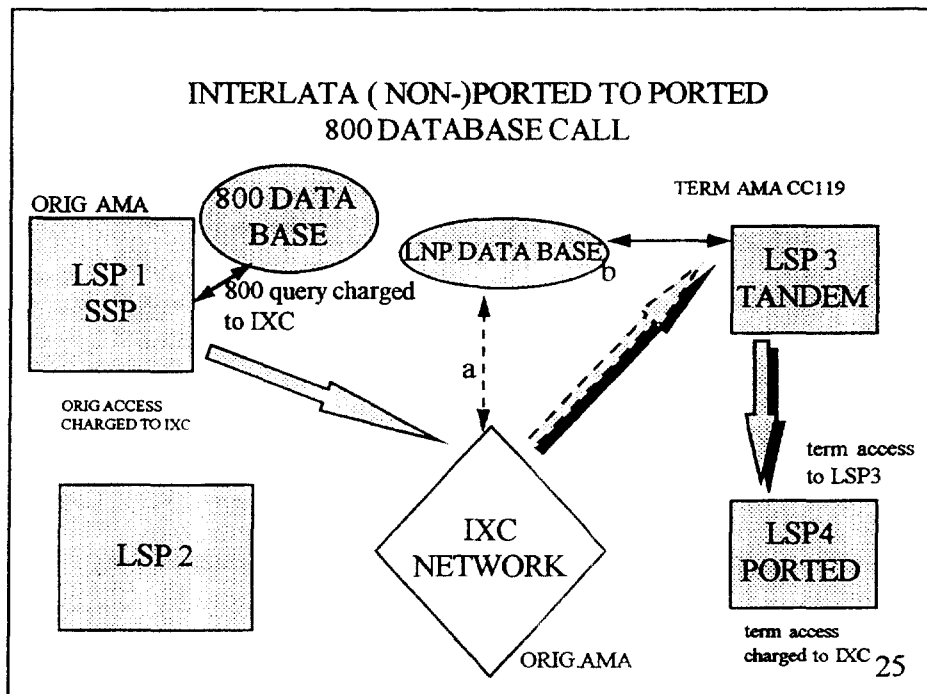 INTERLATA ( NON-)PORTED TO PORTED
800 DATABASE CALL
ORIG AMA
800 DATA
BASE
TERM AMA CC119
LSP 1
SSP
LNP DATA BASE
b
LSP 3
TANDEM
800 query charged
to IXC
a
ORIG ACCESS
CHARGED TO IXC
term access
to LSP3
LSP 2
IXC
NETWORK
LSP4
PORTED
term access
charged to IXC
ORIG.AMA
25